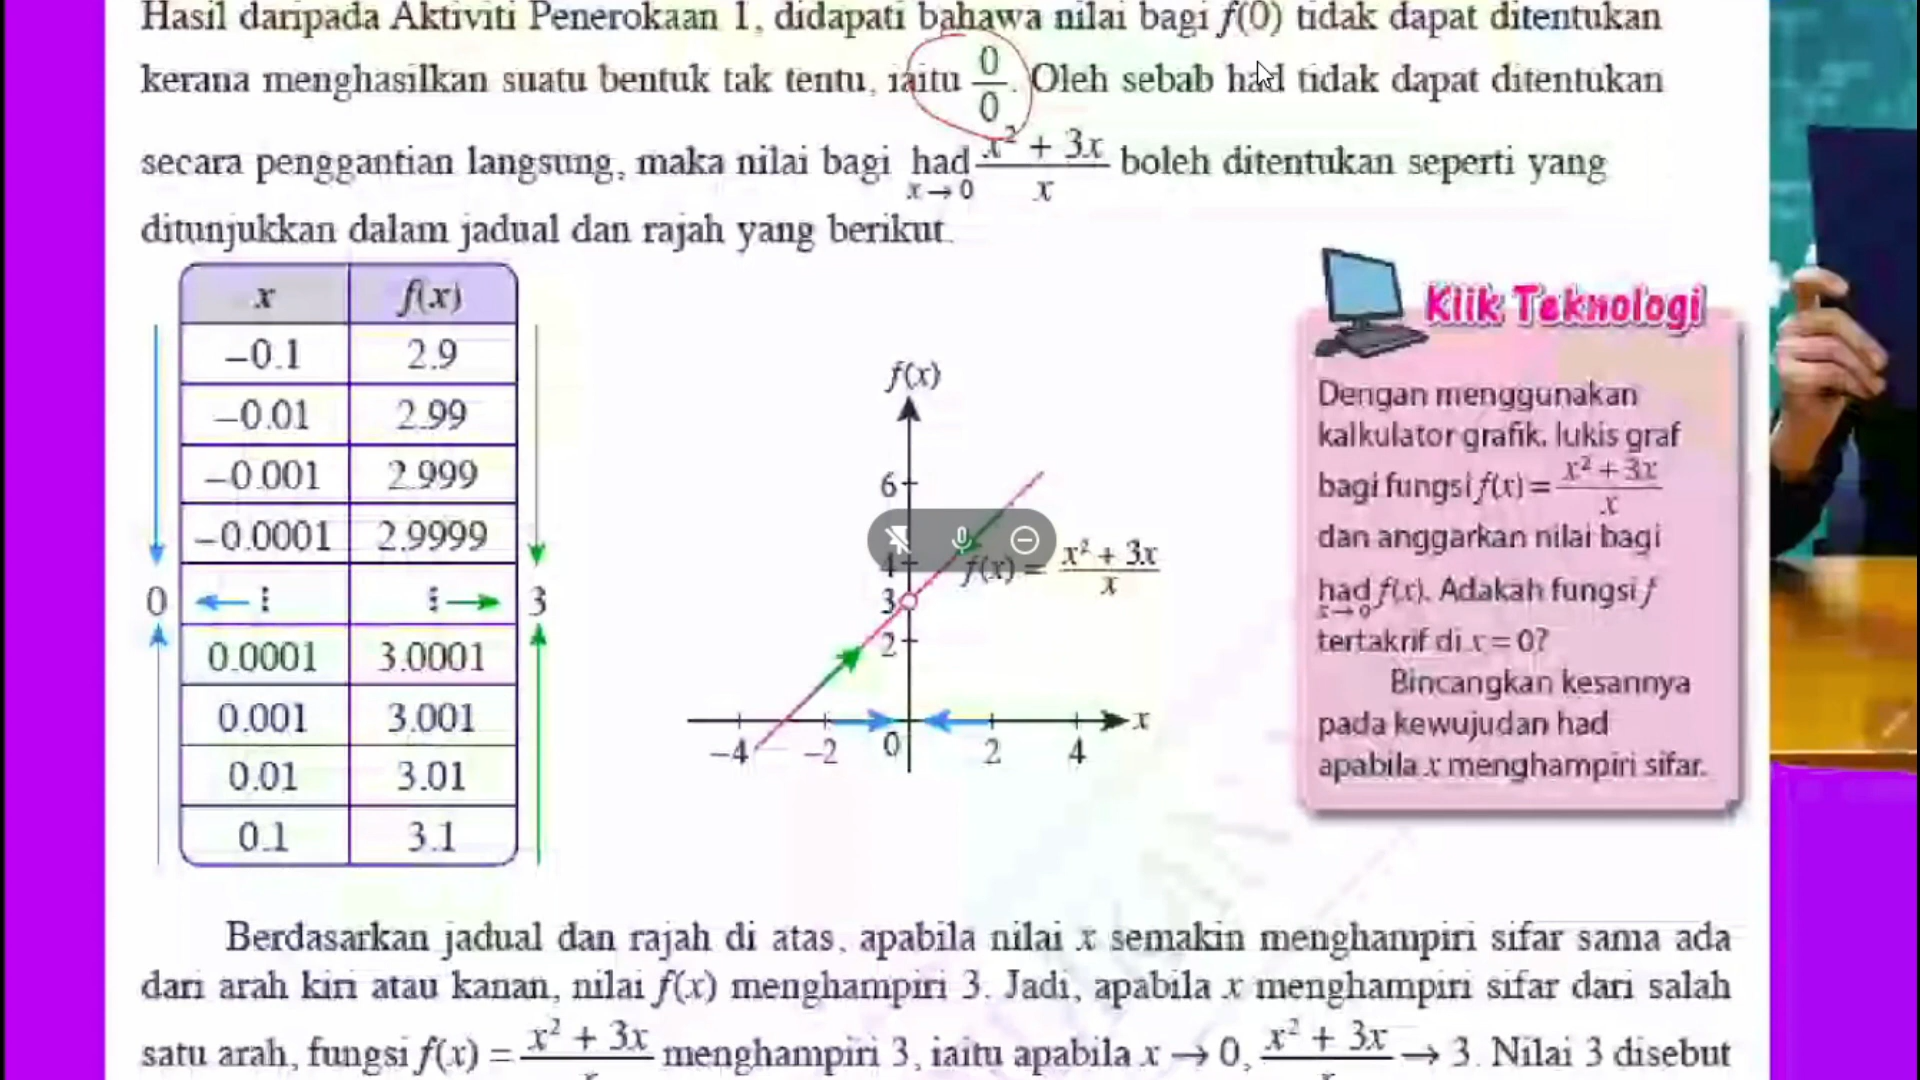 Hasil daripada Aktiviti Penerokaan 1, didapati bahawa nilai bagi f(0) tidak dapat ditentukan
kerana menghasilkan suatu bentuk tak tentu, iaitu 0/0. Oleh sebab had tidak dapat ditentukan
secara penggantian langsung, maka nilai bagi had x→0 x² + 3x / x boleh ditentukan seperti yang
ditunjukkan dalam jadual dan rajah yang berikut.
x f(x)
−0.1 2.9
−0.01 2.99
−0.001 2.999
−0.0001 2.9999
0 ⋮ ⋮ 3
0.0001 3.0001
0.001 3.001
0.01 3.01
0.1 3.1
f(x)
6
4
f(x) = x² + 3x / x
3
2
−4 −2 0 2 4 x
Klik Teknologi
Dengan menggunakan
kalkulator grafik, lukis graf
bagi fungsi f(x) = x² + 3x / x
dan anggarkan nilai bagi
had x→0 f(x). Adakah fungsi f
tertakrif di x = 0?
Bincangkan kesannya
pada kewujudan had
apabila x menghampiri sifar.
Berdasarkan jadual dan rajah di atas, apabila nilai x semakin menghampiri sifar sama ada
dari arah kiri atau kanan, nilai f(x) menghampiri 3. Jadi, apabila x menghampiri sifar dari salah
satu arah, fungsi f(x) = x² + 3x / x menghampiri 3, iaitu apabila x → 0, x² + 3x / x → 3. Nilai 3 disebut